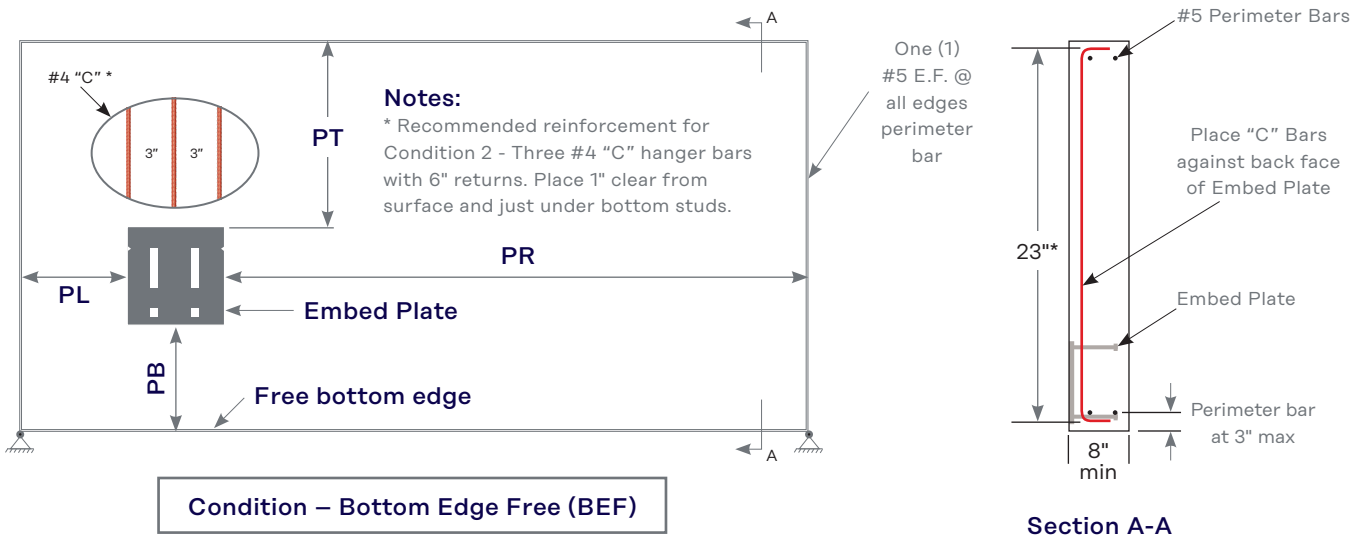 A
#4 “C” *
3”
3”
PT
Notes:
* Recommended reinforcement for
Condition 2 - Three #4 “C” hanger bars
with 6" returns. Place 1" clear from
surface and just under bottom studs.
One (1)
#5 E.F. @
all edges
perimeter
bar
PL
PR
Embed Plate
PB
Free bottom edge
A
Condition – Bottom Edge Free (BEF)
#5 Perimeter Bars
Place “C” Bars
against back face
of Embed Plate
23"*
Embed Plate
Perimeter bar
at 3" max
8"
min
Section A-A